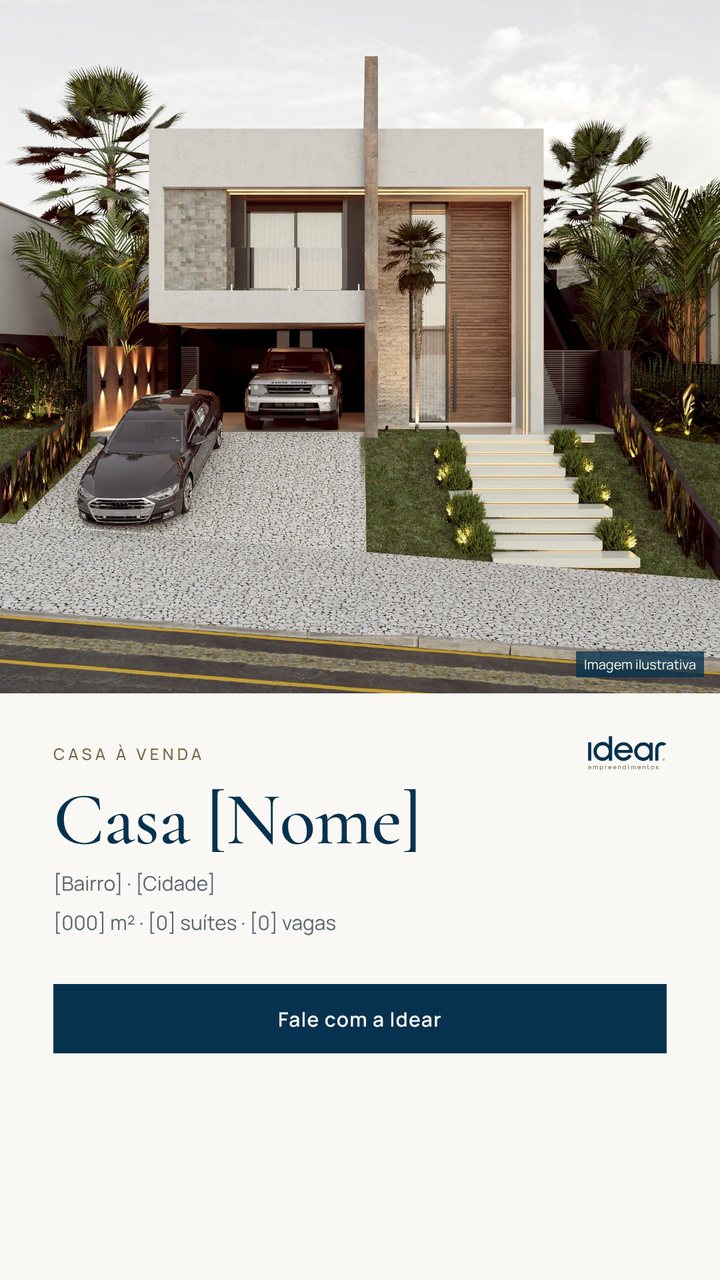 Imagem ilustrativa
CASA À VENDA
idear
empreendimentos
Casa [Nome]
[Bairro] · [Cidade]
[000] m² · [0] suítes · [0] vagas
Fale com a Idear